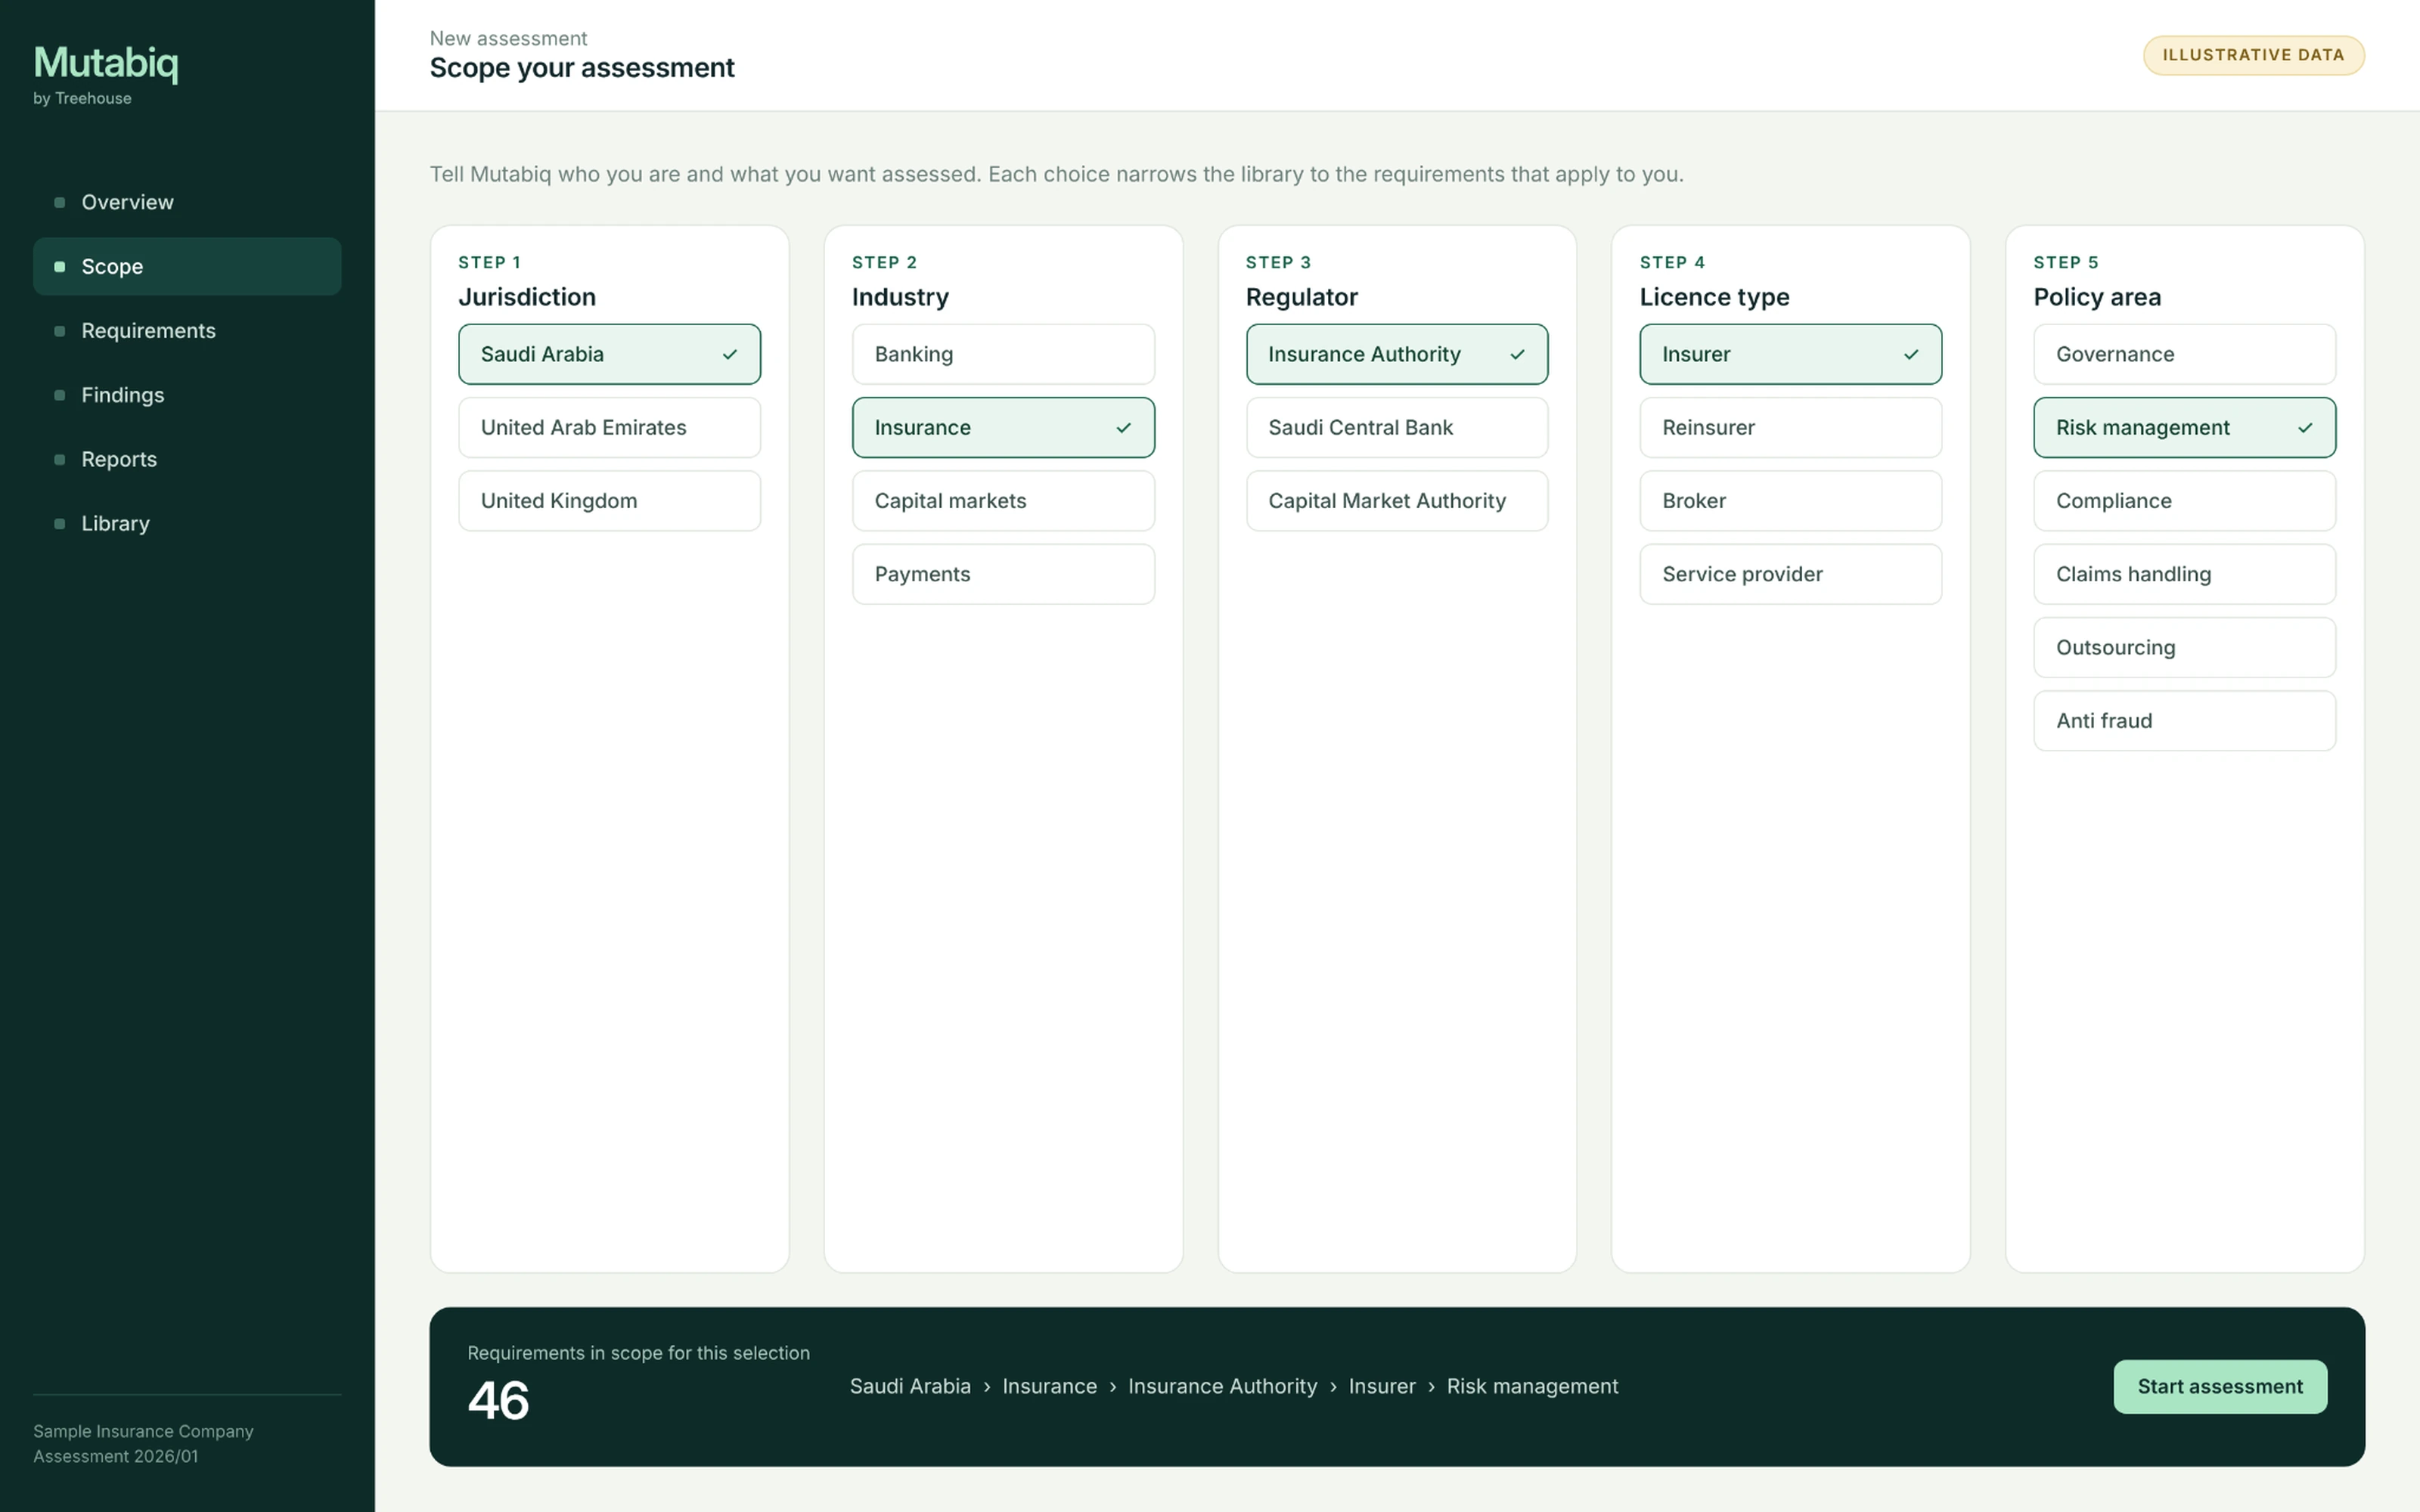 Mutabiq
by Treehouse
Overview
Scope
Requirements
Findings
Reports
Library
Sample Insurance Company
Assessment 2026/01
New assessment
Scope your assessment
ILLUSTRATIVE DATA
Tell Mutabiq who you are and what you want assessed. Each choice narrows the library to the requirements that apply to you.
STEP 1
Jurisdiction
Saudi Arabia ✓
United Arab Emirates
United Kingdom
STEP 2
Industry
Banking
Insurance ✓
Capital markets
Payments
STEP 3
Regulator
Insurance Authority ✓
Saudi Central Bank
Capital Market Authority
STEP 4
Licence type
Insurer ✓
Reinsurer
Broker
Service provider
STEP 5
Policy area
Governance
Risk management ✓
Compliance
Claims handling
Outsourcing
Anti fraud
Requirements in scope for this selection
46
Saudi Arabia › Insurance › Insurance Authority › Insurer › Risk management
Start assessment